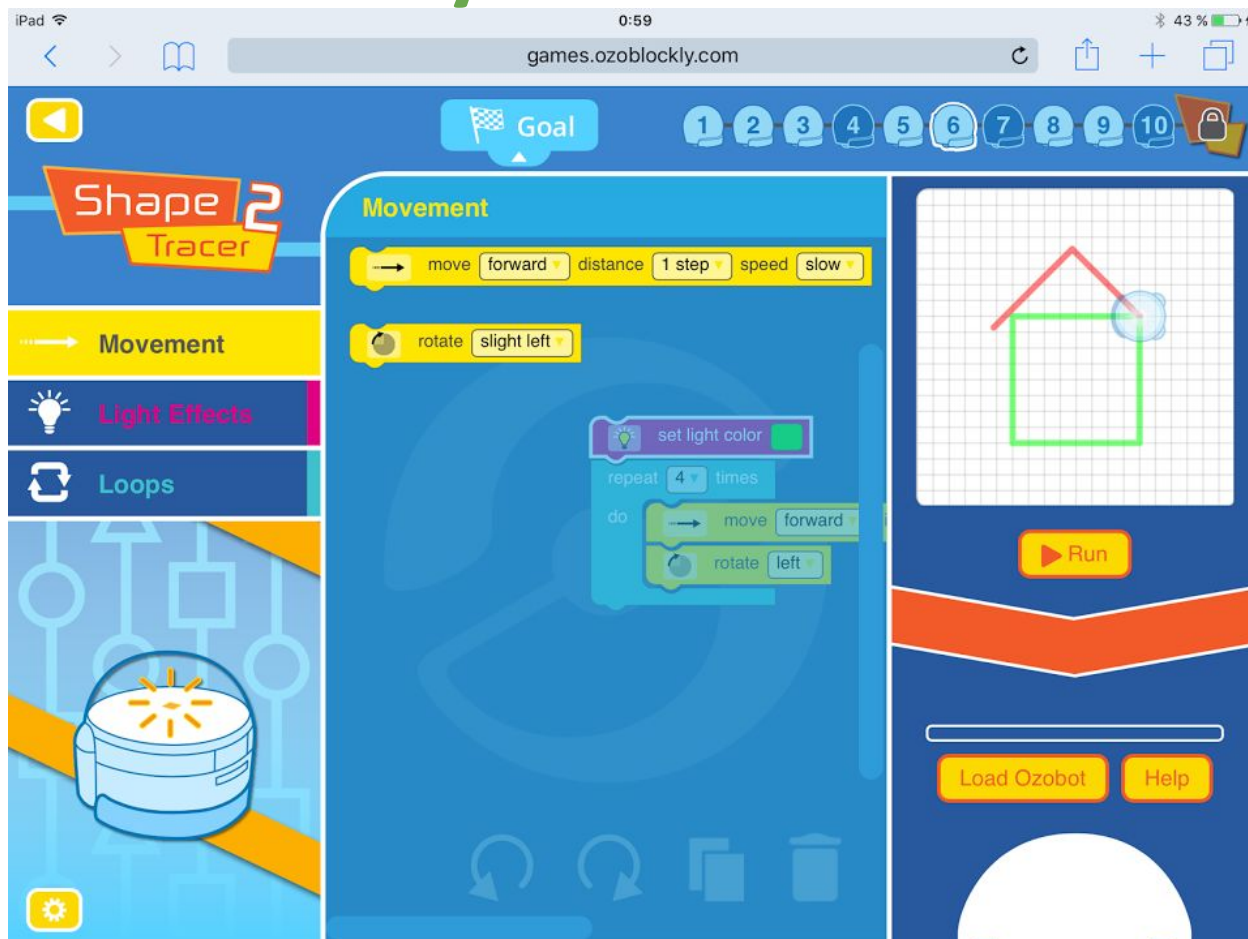 iPad 0:59 43 %
games.ozoblockly.com
Goal 1 2 3 4 5 6 7 8 9 10
Shape 2
Tracer
Movement
move forward distance 1 step speed slow
rotate slight left
Movement
Light Effects
Loops
set light color
repeat 4 times
do move forward
rotate left
Run
Load Ozobot Help